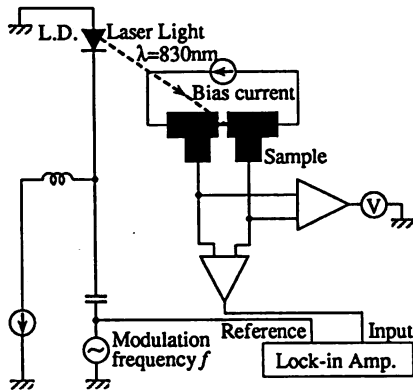 L.D.
Laser Light
λ=830nm
Bias current
Sample
V
Modulation
frequency f
Reference
Input
Lock-in Amp.